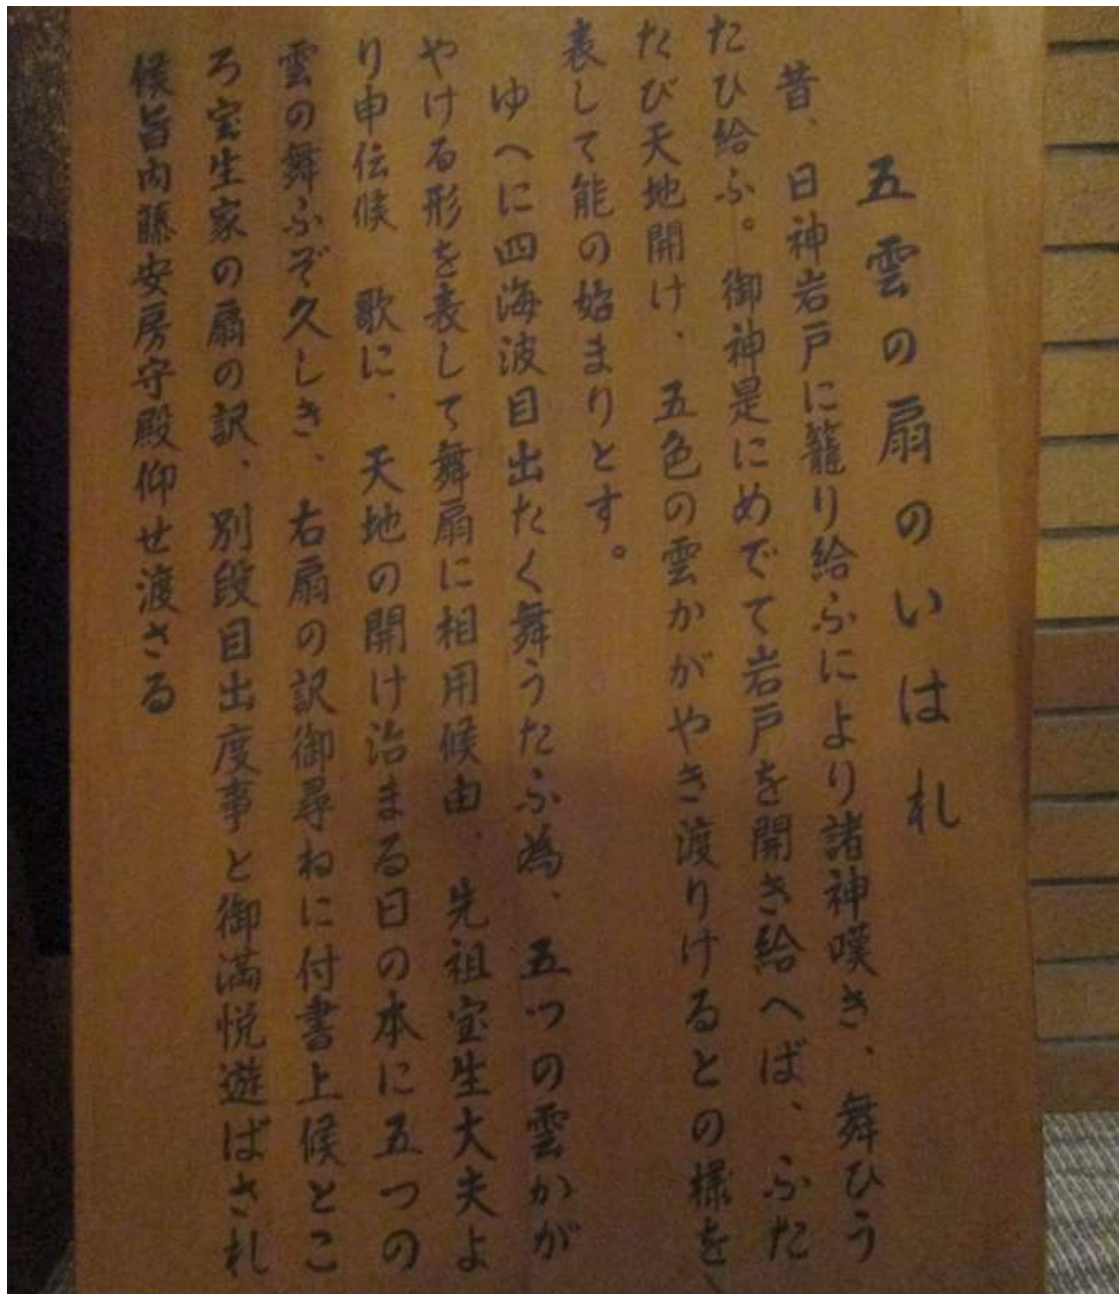 五雲の扇のいはれ
昔、日神岩戸に籠り給ふにより諸神嘆き、舞ひう
たひ給ふ。御神是にめでて岩戸を開き給へば、ふた
たび天地開け、五色の雲かがやき渡りけるとの様を、
表して能の始まりとす。
ゆへに四海波目出たく舞うたふ為、五つの雲かが
やける形を表して舞扇に相用候由、先祖宝生大夫よ
り申伝候 歌に、天地の開け治まる日の本に五つの
雲の舞ふぞ久しき、右扇の訳御尋ねに付書上候とこ
ろ宝生家の扇の訳、別段目出度事と御満悦遊ばされ
候旨内藤安房守殿仰せ渡さる